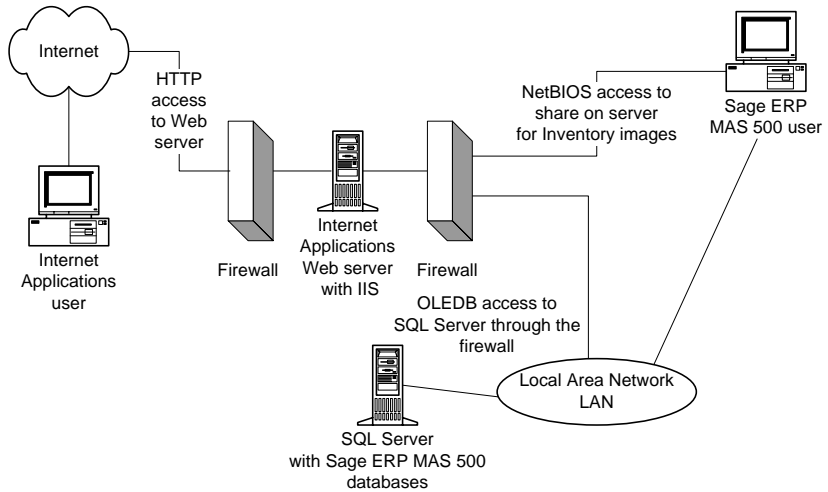 Internet
HTTP
access
to Web
server
NetBIOS access to
share on server
for Inventory images
Sage ERP
MAS 500 user
Internet
Applications
user
Firewall
Internet
Applications
Web server
with IIS
Firewall
OLEDB access to
SQL Server through the
firewall
Local Area Network
LAN
SQL Server
with Sage ERP MAS 500
databases